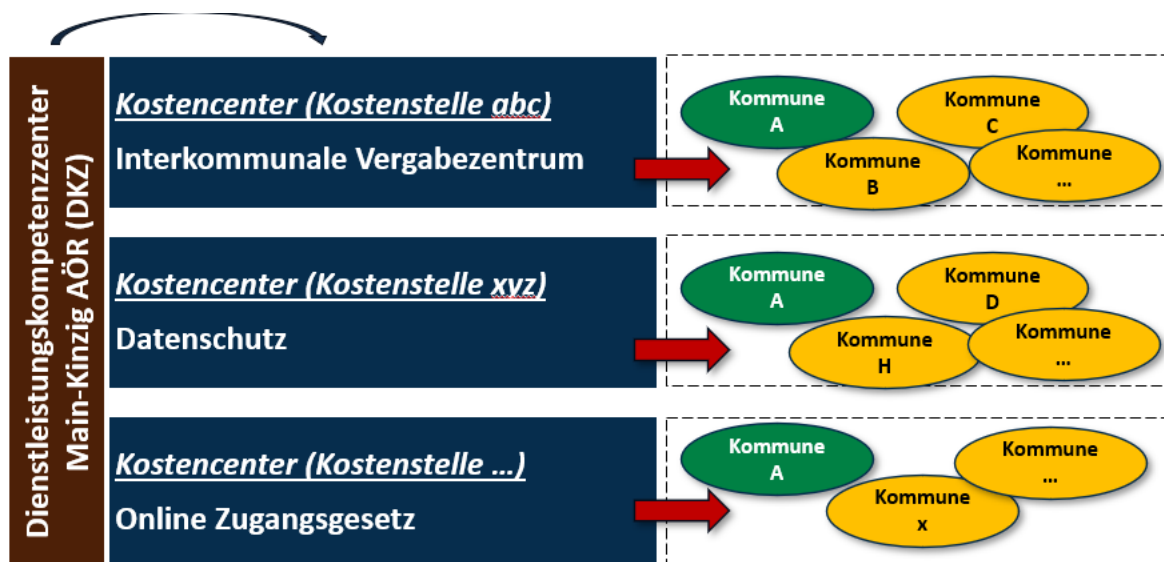 Dienstleistungskompetenzzenter
Main-Kinzig AÖR (DKZ)
Kostencenter (Kostenstelle abc)
Interkommunale Vergabezentrum
Kommune
A
Kommune
C
Kommune
B
Kommune
...
Kostencenter (Kostenstelle xyz)
Datenschutz
Kommune
A
Kommune
D
Kommune
H
Kommune
...
Kostencenter (Kostenstelle ...)
Online Zugangsgesetz
Kommune
A
Kommune
...
Kommune
x